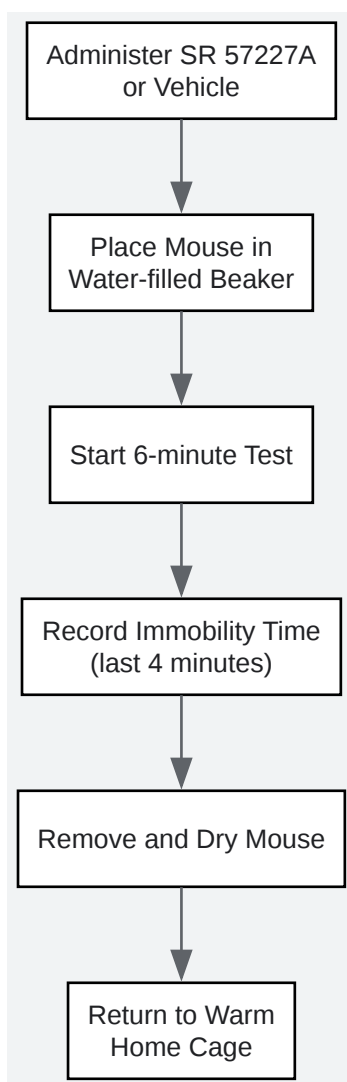 Administer SR 57227A
or Vehicle
Place Mouse in
Water-filled Beaker
Start 6-minute Test
Record Immobility Time
(last 4 minutes)
Remove and Dry Mouse
Return to Warm
Home Cage